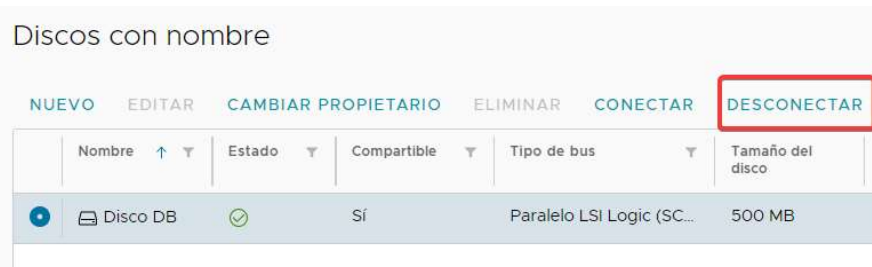 Discos con nombre
NUEVO EDITAR CAMBIAR PROPIETARIO ELIMINAR CONECTAR DESCONECTAR
Nombre Estado Compartible Tipo de bus Tamaño del
disco
Disco DB Sí Paralelo LSI Logic (SC... 500 MB